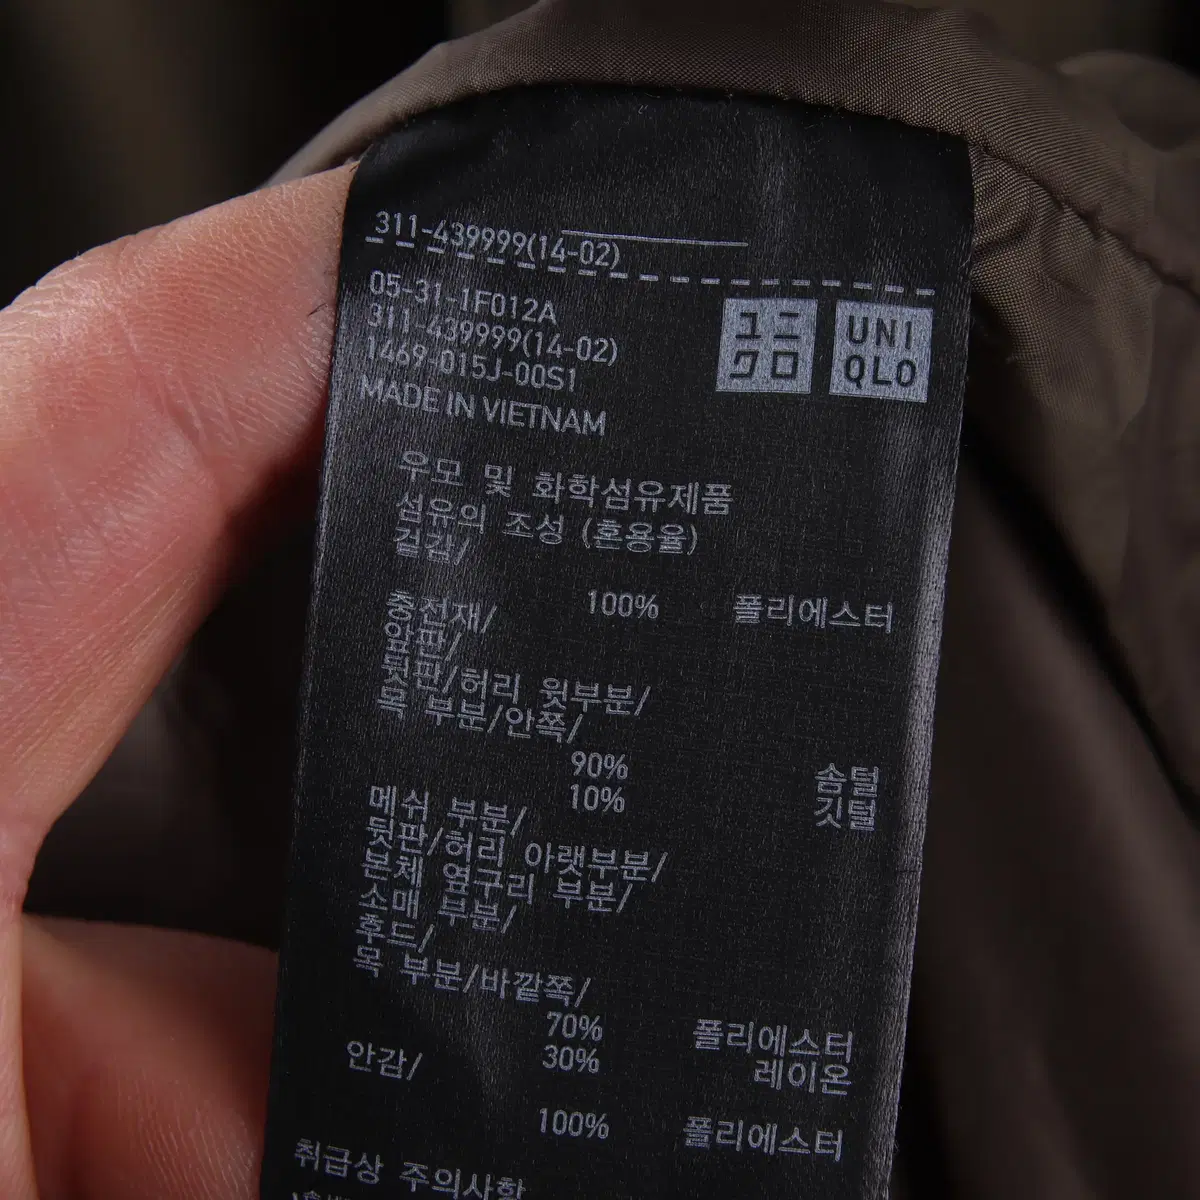 311-439999(14-02)
05-31-1F012A
311-439999(14-02)
1469-015J-00S1
MADE IN VIETNAM
ユニ
クロ
UNI
QLO
우모 및 화학섬유제품
섬유의 조성 (혼용율)
겉감/
100% 폴리에스터
충전재/
앞판/
뒷판/허리 윗부분/
목 부분/안쪽/
90% 솜털
10% 깃털
메쉬 부분/
뒷판/허리 아랫부분/
본체 옆구리 부분/
소매 부분/
후드/
목 부분/바깥쪽/
70% 폴리에스터
30% 레이온
안감/
100% 폴리에스터
취급상 주의사항